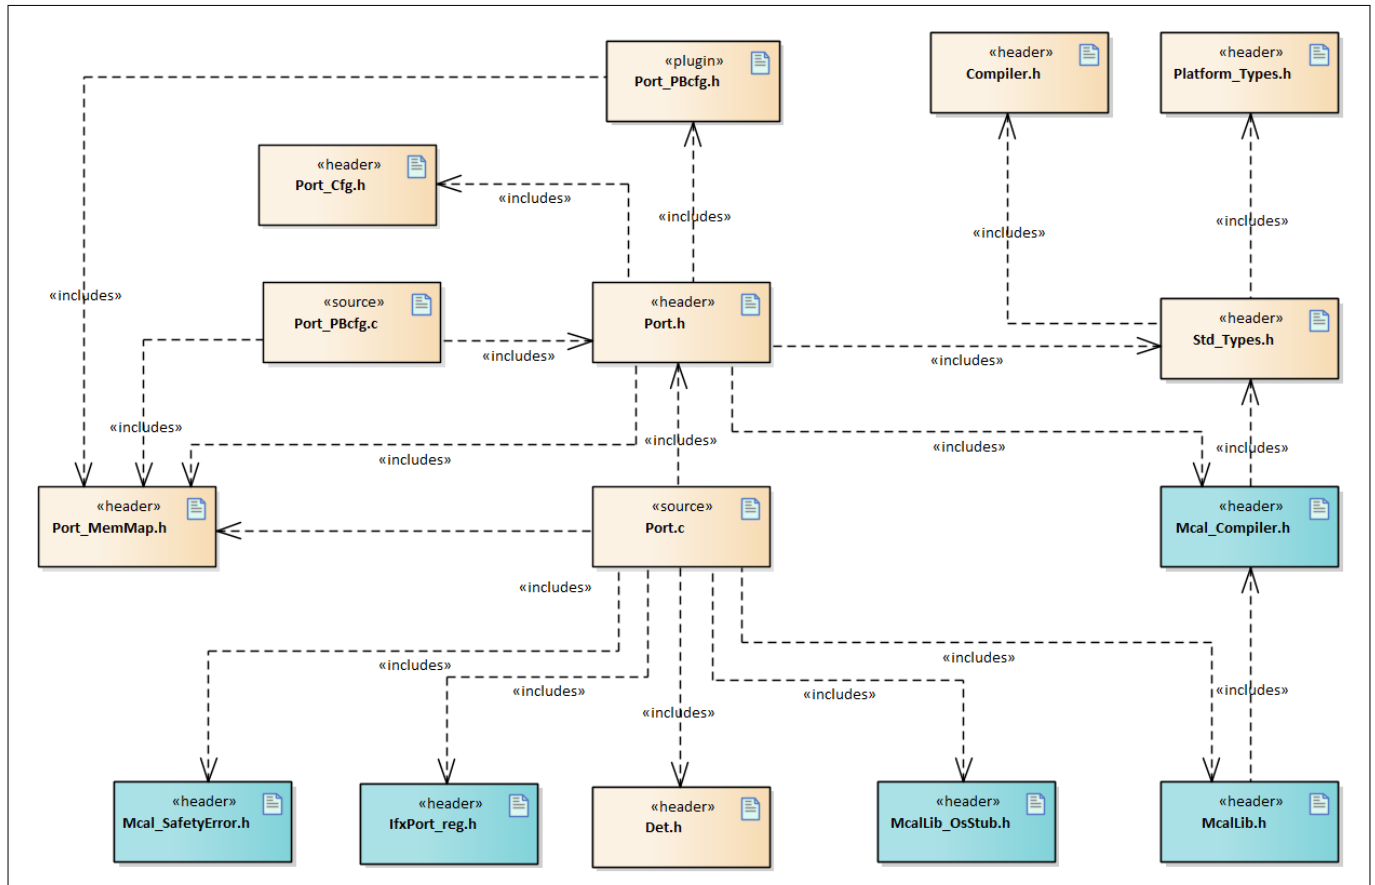 «plugin»
Port_PBcfg.h
«header»
Compiler.h
«header»
Platform_Types.h
«header»
Port_Cfg.h
«includes»
«includes»
«includes»
«includes»
«includes»
«source»
Port_PBcfg.c
«header»
Port.h
«header»
Std_Types.h
«includes»
«includes»
«includes»
«includes»
«includes»
«includes»
«includes»
«header»
Port_MemMap.h
«source»
Port.c
«header»
Mcal_Compiler.h
«includes»
«includes»
«includes»
«includes»
«includes»
«includes»
«includes»
«includes»
«header»
Mcal_SafetyError.h
«header»
IfxPort_reg.h
«header»
Det.h
«header»
McalLib_OsStub.h
«header»
McalLib.h